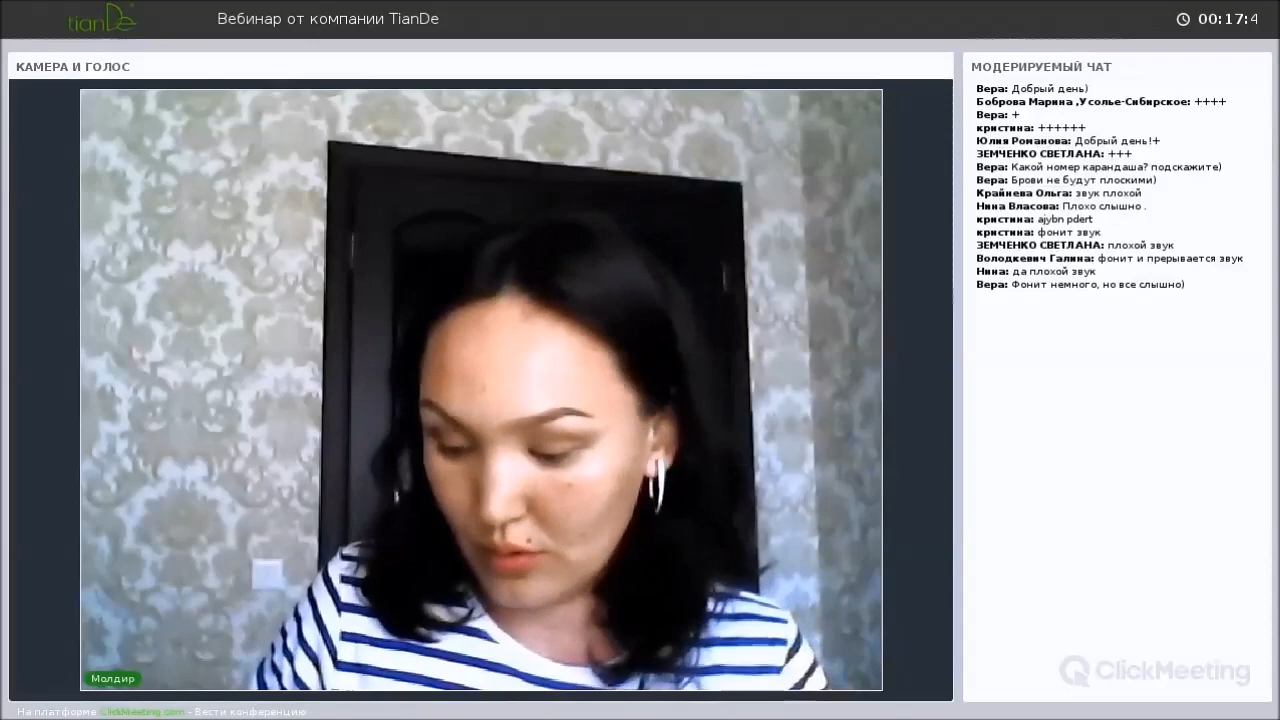 tianDe
Вебинар от компании TianDe
00:17:4
КАМЕРА И ГОЛОС
МОДЕРИРУЕМЫЙ ЧАТ
Вера: Добрый день)
Боброва Марина ,Усолье-Сибирское: ++++
Вера: +
кристина: ++++++
Юлия Романова: Добрый день!+
ЗЕМЧЕНКО СВЕТЛАНА: +++
Вера: Какой номер карандаша? подскажите)
Вера: Брови не будут плоскими)
Крайнева Ольга: звук плохой
Нина Власова: Плохо слышно .
кристина: ajybn pdert
кристина: фонит звук
ЗЕМЧЕНКО СВЕТЛАНА: плохой звук
Володкевич Галина: фонит и прерывается звук
Нина: да плохой звук
Вера: Фонит немного, но все слышно)
Молдир
ClickMeeting
На платформе ClickMeeting.com - Вести конференцию